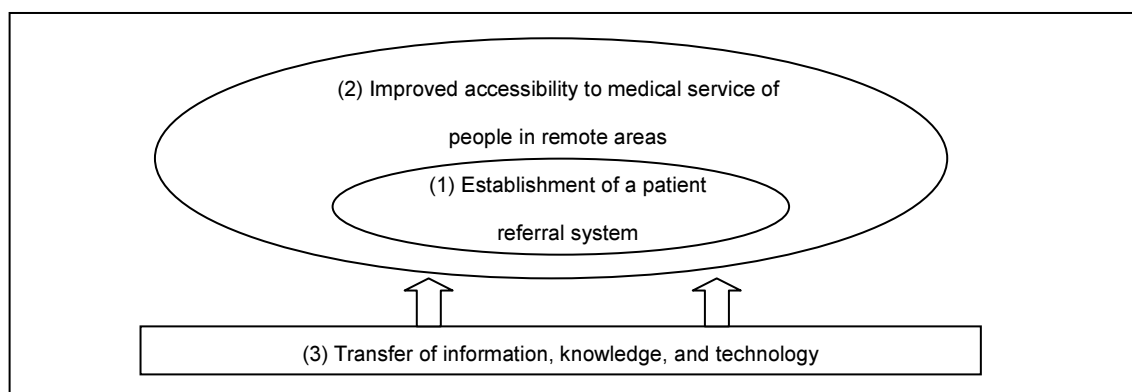 (2) Improved accessibility to medical service of
people in remote areas
(1) Establishment of a patient
referral system
(3) Transfer of information, knowledge, and technology